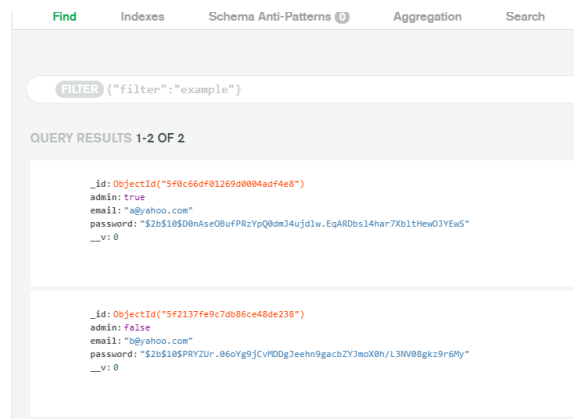 Find Indexes Schema Anti-Patterns 0 Aggregation Search
FILTER {"filter":"example"}
QUERY RESULTS 1-2 OF 2
_id: ObjectId("5f0c66df01269d0004adf4e8")
admin: true
email: "a@yahoo.com"
password: "$2b$10$D0nAseOBufPRzYpQ0dmJ4ujdlw.EqARDbsl4har7XbltHewOJYEwS"
__v: 0
_id: ObjectId("5f2137fe9c7db86ce48de238")
admin: false
email: "b@yahoo.com"
password: "$2b$10$PRYZUr.06oYg9jCvMDDgJeehn9gacbZYJmoX0h/L3NV08gkz9r6My"
__v: 0